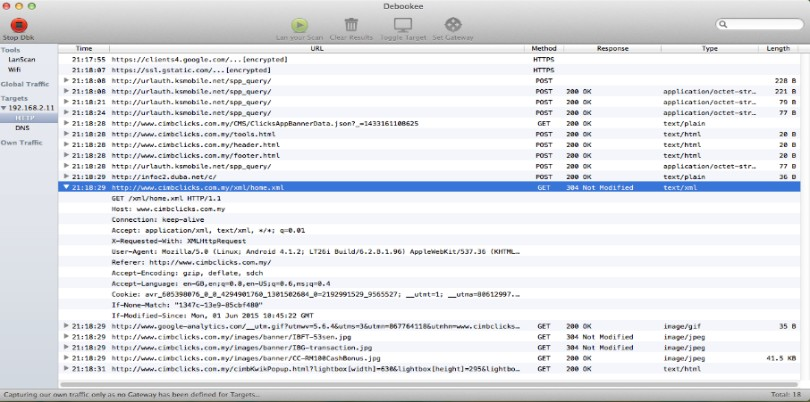 Debookee
Stop Dbk
Lan your Scan Clear Results Toggle Target Set Gateway
Tools
LanScan
Wifi
Global Traffic
Targets
192.168.2.11
HTTP
DNS
Own Traffic
Time URL Method Response Type Length
21:17:55 https://clients4.google.com/...[encrypted] HTTPS
21:18:07 https://ssl.gstatic.com/...[encrypted] HTTPS
21:18:08 http://urlauth.ksmobile.net/spp_query/ POST 228 B
21:18:08 http://urlauth.ksmobile.net/spp_query/ POST 200 OK application/octet-str... 221 B
21:18:21 http://urlauth.ksmobile.net/spp_query/ POST 200 OK application/octet-str... 79 B
21:18:24 http://urlauth.ksmobile.net/spp_query/ POST 200 OK application/octet-str... 77 B
21:18:28 http://www.cimbclicks.com.my/CMS/ClicksAppBannerData.json?_=1433161108625 GET 200 OK text/plain
21:18:28 http://www.cimbclicks.com.my/tools.html POST 200 OK text/html 20 B
21:18:28 http://www.cimbclicks.com.my/header.html POST 200 OK text/html 20 B
21:18:28 http://www.cimbclicks.com.my/footer.html POST 200 OK text/html 20 B
21:18:28 http://urlauth.ksmobile.net/spp_query/ POST 200 OK application/octet-str... 77 B
21:18:29 http://infoc2.duba.net/c/ POST 200 OK text/plain 36 B
21:18:29 http://www.cimbclicks.com.my/xml/home.xml GET 304 Not Modified text/xml
GET /xml/home.xml HTTP/1.1
Host: www.cimbclicks.com.my
Connection: keep-alive
Accept: application/xml, text/xml, */*; q=0.01
X-Requested-With: XMLHttpRequest
User-Agent: Mozilla/5.0 (Linux; Android 4.1.2; LT26i Build/6.2.B.1.96) AppleWebKit/537.36 (KHTML...
Referer: http://www.cimbclicks.com.my/
Accept-Encoding: gzip, deflate, sdch
Accept-Language: en-GB,en;q=0.8,en-US;q=0.6,ms;q=0.4
Cookie: avr_605398076_0_0_4294901760_1301502684_0=2192991529_9565527; __utmt=1; __utma=80612997...
If-None-Match: "1347c-13e9-85cbf480"
If-Modified-Since: Mon, 01 Jun 2015 10:45:22 GMT
21:18:29 http://www.google-analytics.com/__utm.gif?utmwv=5.6.4&utms=3&utmn=867764118&utmhn=www.cimbclicks... GET 200 OK image/gif 35 B
21:18:29 http://www.cimbclicks.com.my/images/banner/IBFT-53sen.jpg GET 304 Not Modified image/jpeg
21:18:29 http://www.cimbclicks.com.my/images/banner/IBG-transaction.jpg GET 304 Not Modified image/jpeg
21:18:29 http://www.cimbclicks.com.my/images/banner/CC-RM100CashBonus.jpg GET 200 OK image/jpeg 41.5 KB
21:18:31 http://www.cimbclicks.com.my/cimbKwikPopup.html?lightbox[width]=630&lightbox[height]=295&lightbo... GET 200 OK text/html
Capturing our own traffic only as no Gateway has been defined for Targets... Total: 18